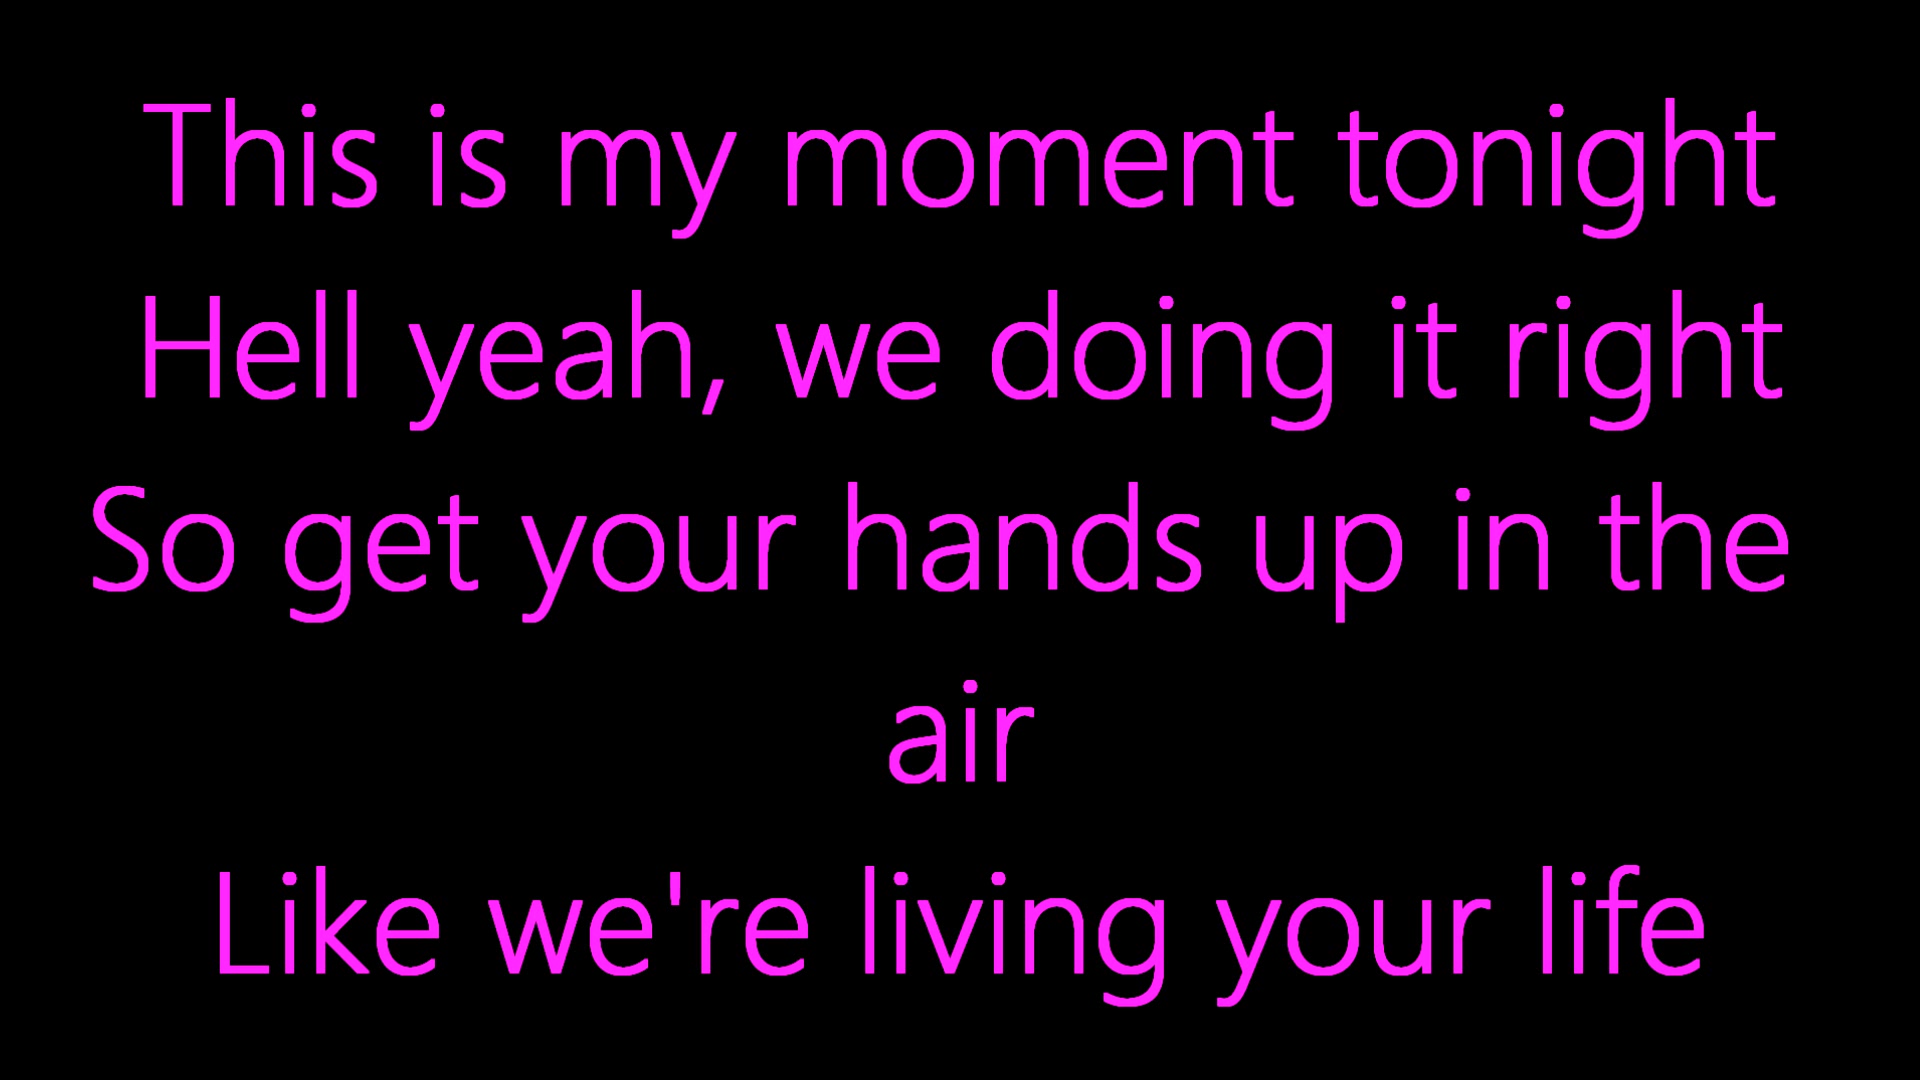 This is my moment tonight
Hell yeah, we doing it right
So get your hands up in the
air
Like we're living your life